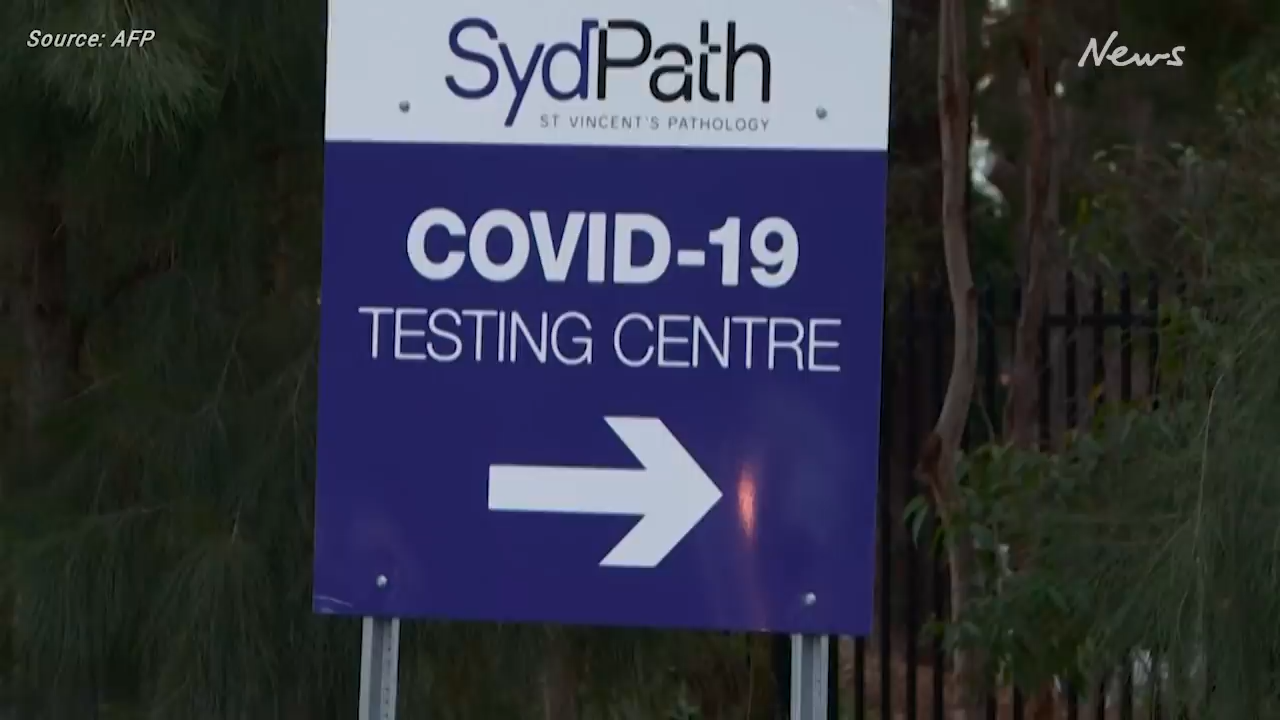 Source: AFP
News
SydPath
ST VINCENT'S PATHOLOGY
COVID-19
TESTING CENTRE